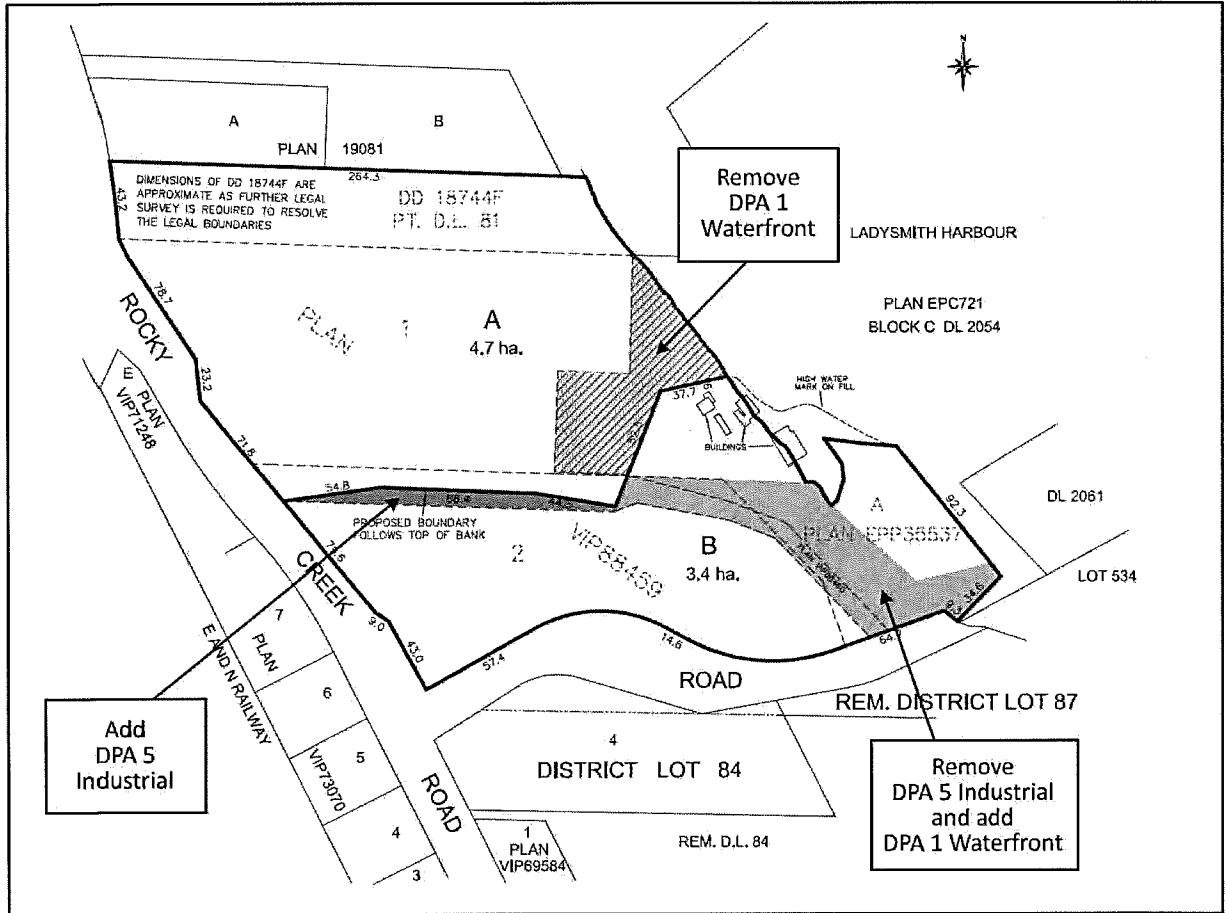 N
A
B
PLAN 19081
264.3
DIMENSIONS OF DD 18744F ARE
APPROXIMATE AS FURTHER LEGAL
SURVEY IS REQUIRED TO RESOLVE
THE LEGAL BOUNDARIES
DD 18744F
PT. D.L. 81
43.2
Remove
DPA 1
Waterfront
LADYSMITH HARBOUR
PLAN EPC721
BLOCK C DL 2054
78.7
ROCKY
PLAN
1
A
4.7 ha.
23.2
E
PLAN
VIP71248
37.7
HIGH WATER
MARK ON FILL
BUILDINGS
71.8
54.8
PROPOSED BOUNDARY
FOLLOWS TOP OF BANK
A
PLAN EPP36537
92.3
DL 2061
LOT 534
2
VIP88459
B
3.4 ha.
CREEK
9.0
43.0
57.4
14.6
34.6
ROAD
REM. DISTRICT LOT 87
7
PLAN
E AND N RAILWAY
6
5
VIP73070
4
3
ROAD
Add
DPA 5
Industrial
4
DISTRICT LOT 84
1
PLAN
VIP69584
REM. D.L. 84
Remove
DPA 5 Industrial
and add
DPA 1 Waterfront